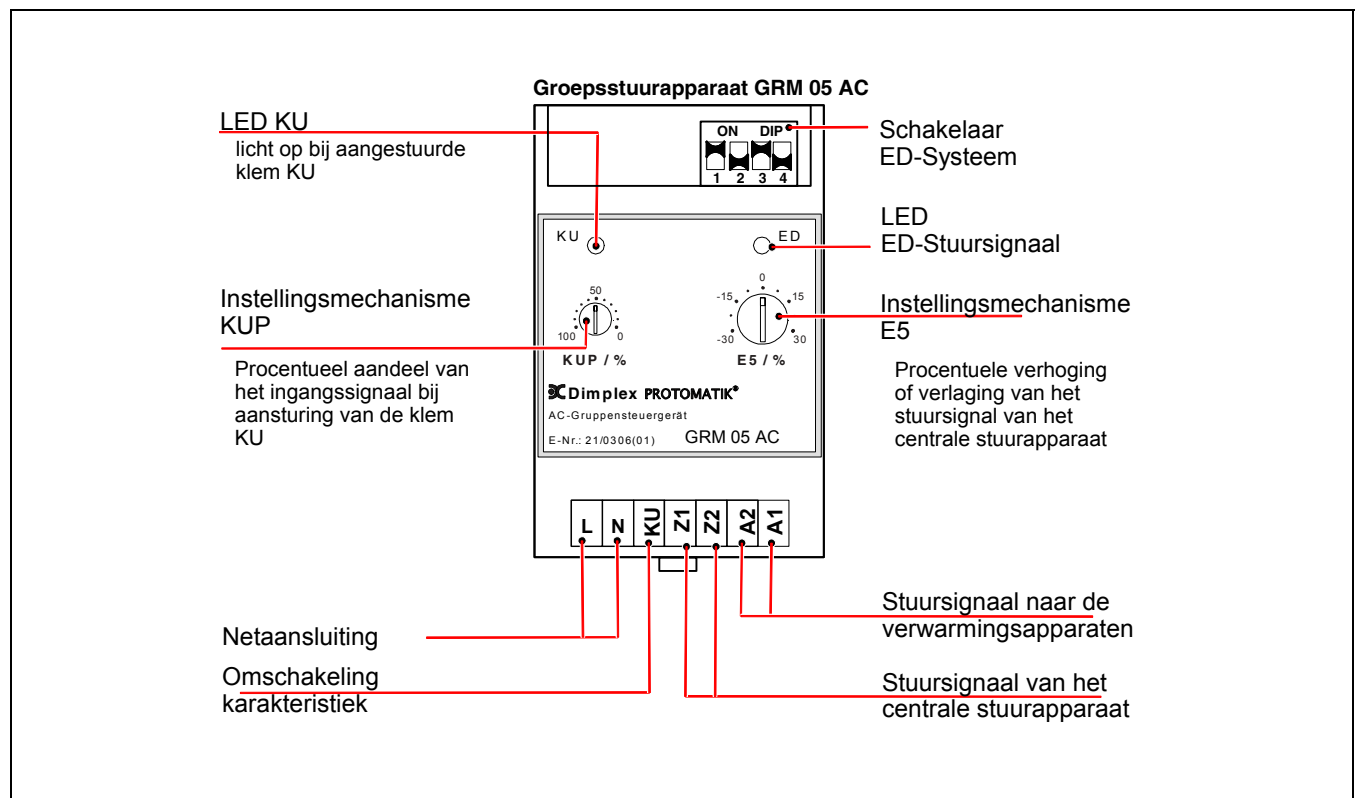 Groepsstuurapparaat GRM 05 AC
LED KU
licht op bij aangestuurde
klem KU
ON DIP
1 2 3 4
Schakelaar
ED-Systeem
KU
ED
LED
ED-Stuursignaal
Instellingsmechanisme
KUP
Procentueel aandeel van
het ingangssignaal bij
aansturing van de klem
KU
50
100 0
KUP / %
0
-15 15
-30 30
E5 / %
Instellingsmechanisme
E5
Procentuele verhoging
of verlaging van het
stuursignal van het
centrale stuurapparaat
Dimplex PROTOMATIK®
AC-Gruppensteuergerät
E-Nr.: 21/0306(01) GRM 05 AC
L N KU Z1 Z2 A2 A1
Netaansluiting
Omschakeling
karakteristiek
Stuursignaal naar de
verwarmingsapparaten
Stuursignaal van het
centrale stuurapparaat